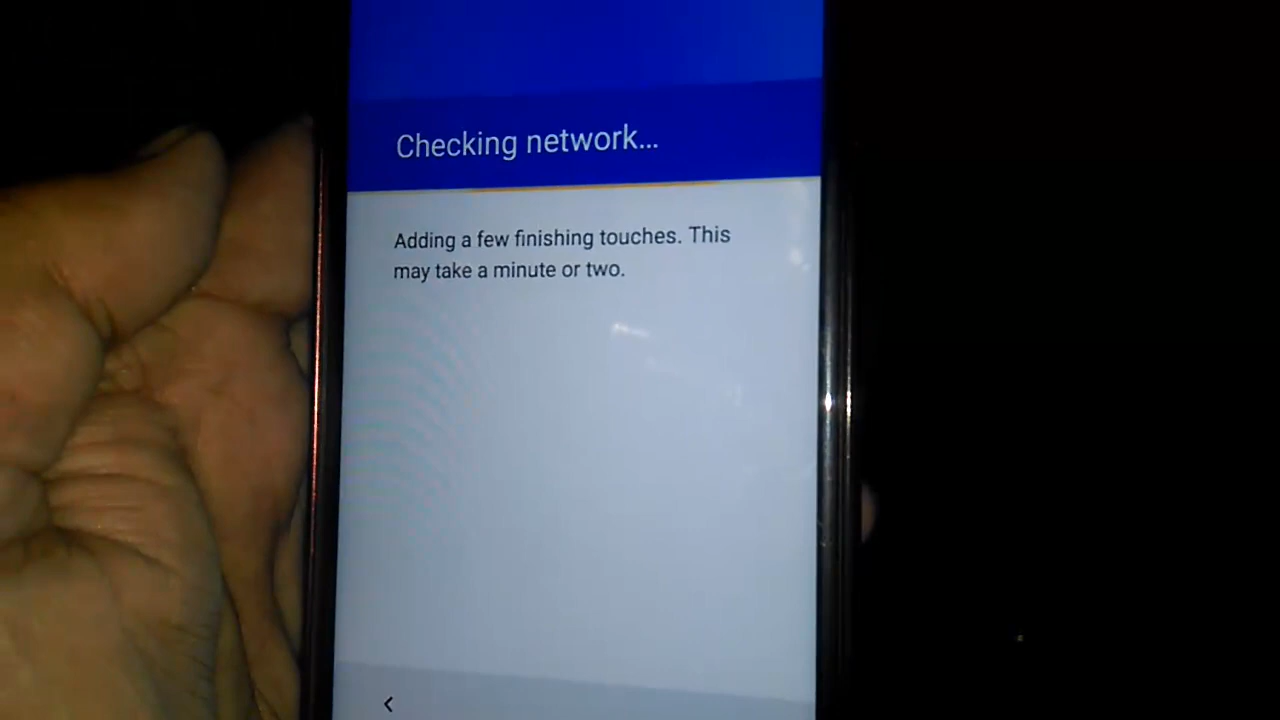 Checking network...
Adding a few finishing touches. This
may take a minute or two.